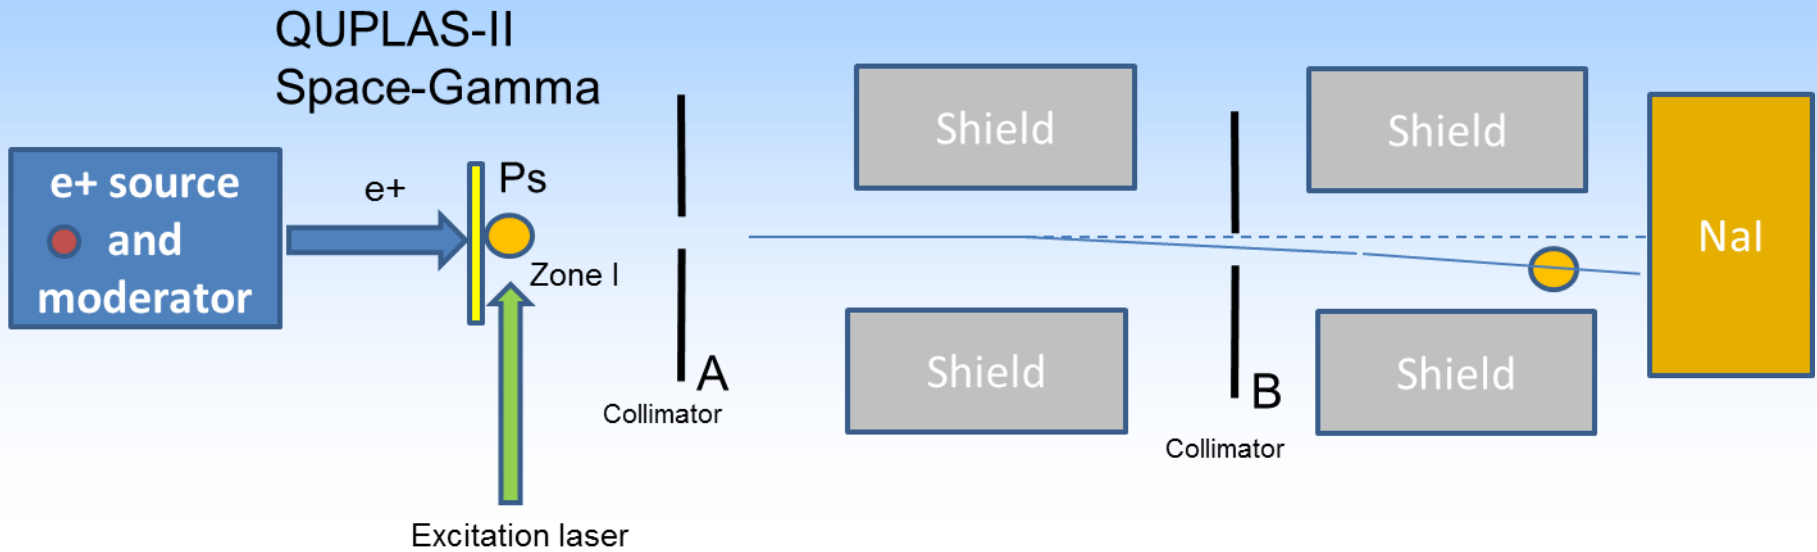 QUPLAS-II
Space-Gamma
e+ source
and
moderator
e+
Ps
Zone I
Excitation laser
A
Collimator
Shield
Shield
B
Collimator
Shield
Shield
NaI